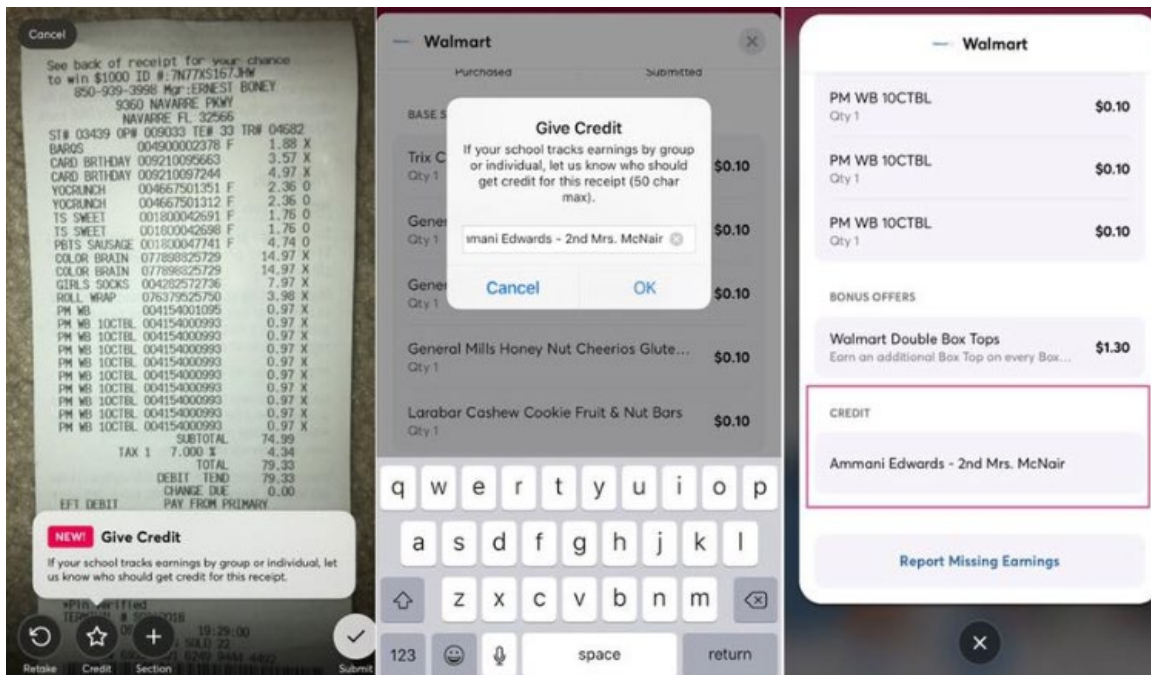 Cancel
See back of receipt for your chance
to win $1000 ID #:7N77XS167JHW
850-939-3998 Mgr:ERNEST BONEY
9360 NAVARRE PKWY
NAVARRE FL 32566
ST# 03439 OP# 009033 TE# 33 TR# 04682
BARQS 004900002378 F 1.88 X
CARD BRTHDAY 009210095663 3.57 X
CARD BRTHDAY 009210097244 4.97 X
YOCRUNCH 004667501351 F 2.36 O
YOCRUNCH 004667501312 F 2.36 O
TS SWEET 001800042691 F 1.76 O
TS SWEET 001800042698 F 1.76 O
PBTS SAUSAGE 001800047741 F 4.74 O
COLOR BRAIN 077898825729 14.97 X
COLOR BRAIN 077898825729 14.97 X
GIRLS SOCKS 004282572736 7.97 X
ROLL WRAP 076379525750 3.98 X
PM WB 004154001095 0.97 X
PM WB 10CTBL 004154000993 0.97 X
PM WB 10CTBL 004154000993 0.97 X
PM WB 10CTBL 004154000993 0.97 X
PM WB 10CTBL 004154000993 0.97 X
PM WB 10CTBL 004154000993 0.97 X
PM WB 10CTBL 004154000993 0.97 X
PM WB 10CTBL 004154000993 0.97 X
PM WB 10CTBL 004154000993 0.97 X
SUBTOTAL 74.99
TAX 1 7.000 % 4.34
TOTAL 79.33
DEBIT TEND 79.33
CHANGE DUE 0.00
EFT DEBIT PAY FROM PRIMARY
NEW! Give Credit
If your school tracks earnings by group or individual, let
us know who should get credit for this receipt.
*Pin Verified
TERMINAL #
19:29:00
Retake Credit Section Submit
Walmart
Purchased Submitted
BASE S
Give Credit
If your school tracks earnings by group
or individual, let us know who should
get credit for this receipt (50 char
max).
mani Edwards - 2nd Mrs. McNair
Cancel OK
Trix C $0.10
Qty 1
Gener $0.10
Qty 1
Gener $0.10
Qty 1
General Mills Honey Nut Cheerios Glute... $0.10
Qty 1
Larabar Cashew Cookie Fruit & Nut Bars $0.10
Qty 1
q w e r t y u i o p
a s d f g h j k l
z x c v b n m
123 space return
Walmart
PM WB 10CTBL $0.10
Qty 1
PM WB 10CTBL $0.10
Qty 1
PM WB 10CTBL $0.10
Qty 1
BONUS OFFERS
Walmart Double Box Tops $1.30
Earn an additional Box Top on every Box...
CREDIT
Ammani Edwards - 2nd Mrs. McNair
Report Missing Earnings